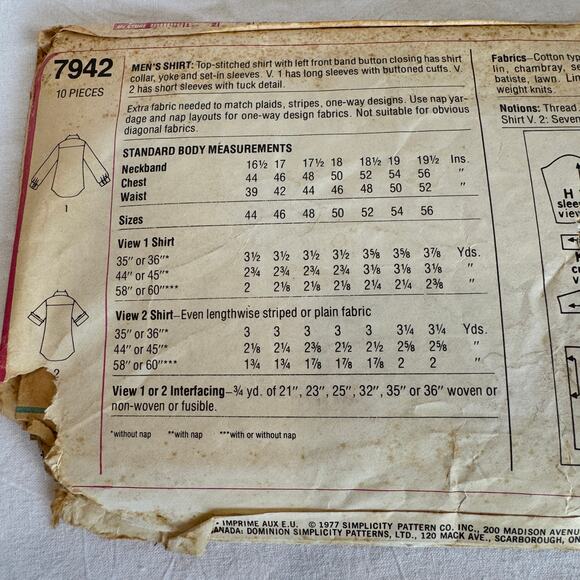 7942
10 PIECES
MEN'S SHIRT: Top-stitched shirt with left front band button closing has shirt
collar, yoke and set-in sleeves. V. 1 has long sleeves with buttoned cuffs. V.
2 has short sleeves with tuck detail.
Extra fabric needed to match plaids, stripes, one-way designs. Use nap yar-
dage and nap layouts for one-way design fabrics. Not suitable for obvious
diagonal fabrics.
STANDARD BODY MEASUREMENTS
Neckband 16½ 17 17½ 18 18½ 19 19½ Ins.
Chest 44 46 48 50 52 54 56 "
Waist 39 42 44 46 48 50 52 "
Sizes 44 46 48 50 52 54 56
View 1 Shirt
35" or 36"* 3½ 3½ 3½ 3½ 3⅝ 3⅝ 3⅞ Yds.
44" or 45"* 2¾ 2¾ 2¾ 2¾ 3⅛ 3⅛ 3⅛ "
58" or 60"*** 2 2⅛ 2⅛ 2⅛ 2¼ 2¼ 2⅜ "
View 2 Shirt–Even lengthwise striped or plain fabric
35" or 36"* 3 3 3 3 3 3¼ 3¼ Yds.
44" or 45"* 2⅛ 2¼ 2⅜ 2½ 2½ 2⅝ 2⅝ "
58" or 60"*** 1¾ 1¾ 1⅞ 1⅞ 1⅞ 2 2 "
View 1 or 2 Interfacing–¾ yd. of 21", 23", 25", 32", 35" or 36" woven or
non-woven or fusible.
*without nap **with nap ***with or without nap
1
2
Fabrics–Cotton typ
lin, chambray, se
batiste, lawn. Lin
weight knits.
Notions: Thread
Shirt V. 2: Seven
H
slee
view
• IMPRIME AUX E.U. © 1977 SIMPLICITY PATTERN CO. INC., 200 MADISON AVENU
ANADA: DOMINION SIMPLICITY PATTERNS, LTD., 120 MACK AVE., SCARBOROUGH, ON